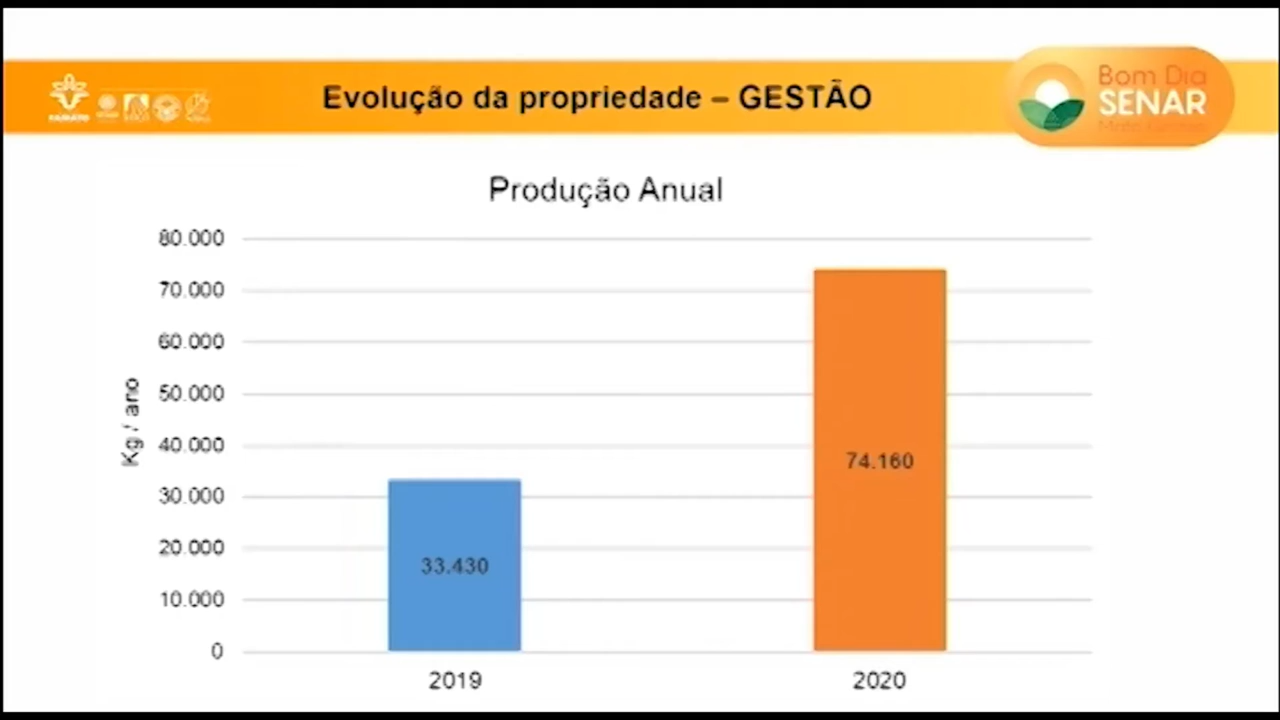 Evolução da propriedade – GESTÃO
Bom Dia
SENAR
Produção Anual
80.000
70.000
60.000
50.000
40.000
30.000
20.000
10.000
0
Kg / ano
33.430
74.160
2019
2020